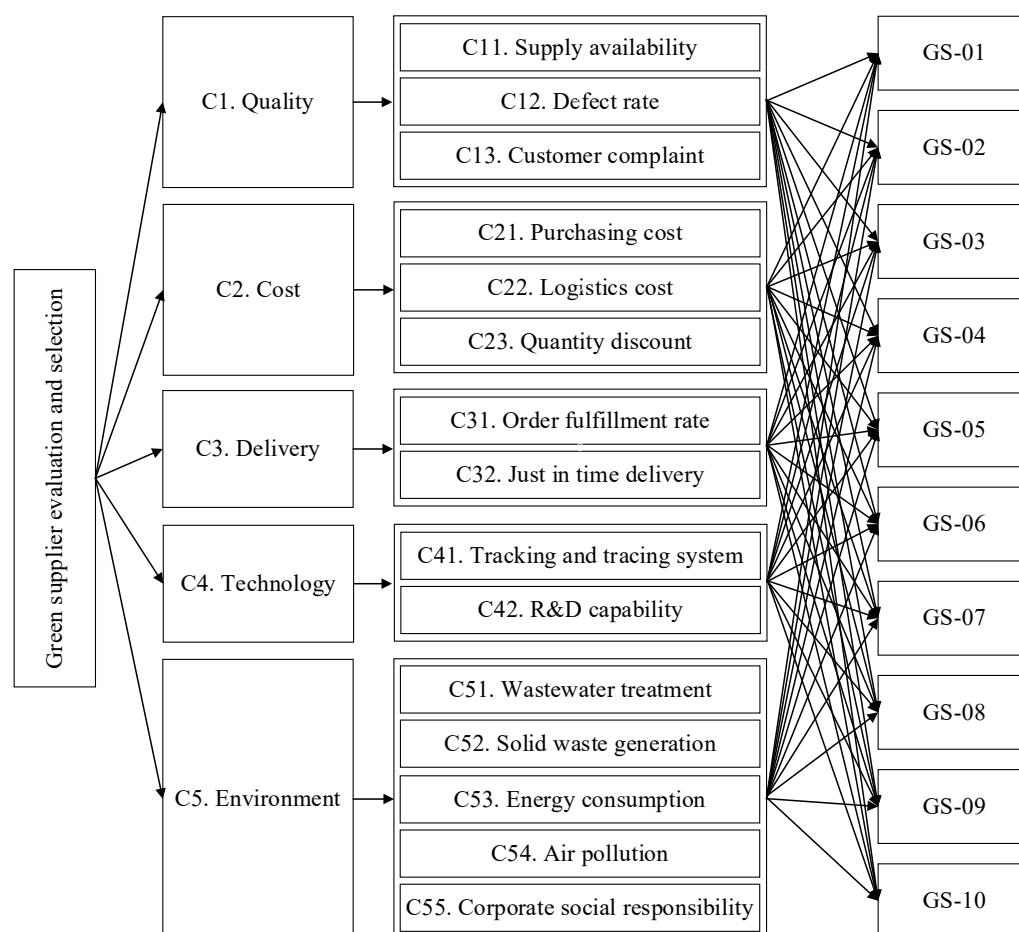 Green supplier evaluation and selection
C1. Quality
C11. Supply availability
C12. Defect rate
C13. Customer complaint
C2. Cost
C21. Purchasing cost
C22. Logistics cost
C23. Quantity discount
C3. Delivery
C31. Order fulfillment rate
C32. Just in time delivery
C4. Technology
C41. Tracking and tracing system
C42. R&D capability
C5. Environment
C51. Wastewater treatment
C52. Solid waste generation
C53. Energy consumption
C54. Air pollution
C55. Corporate social responsibility
GS-01
GS-02
GS-03
GS-04
GS-05
GS-06
GS-07
GS-08
GS-09
GS-10